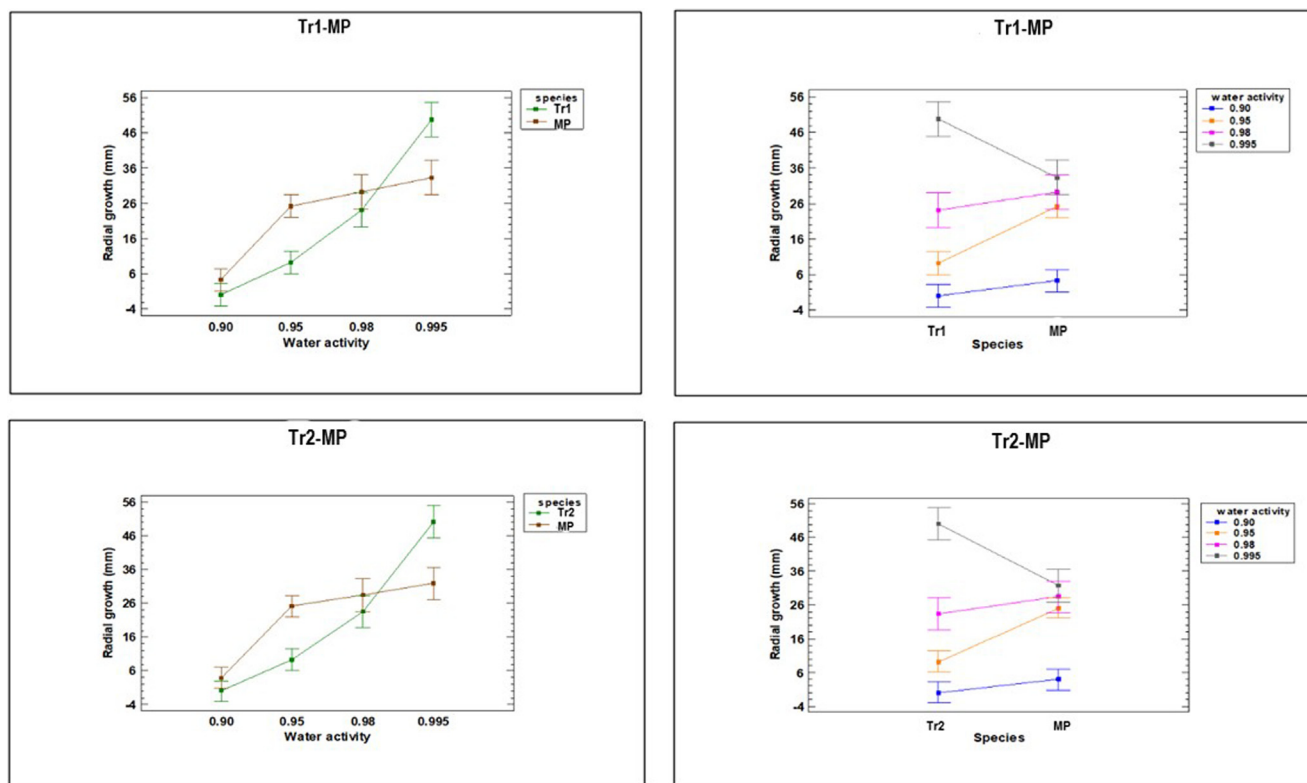 Tr1-MP
56
46
36
26
16
6
-4
Radial growth (mm)
0.90 0.95 0.98 0.995
Water activity
species
Tr1
MP
Tr1-MP
56
46
36
26
16
6
-4
Radial growth (mm)
Tr1 MP
Species
water activity
0.90
0.95
0.98
0.995
Tr2-MP
56
46
36
26
16
6
-4
Radial growth (mm)
0.90 0.95 0.98 0.995
Water activity
species
Tr2
MP
Tr2-MP
56
46
36
26
16
6
-4
Radial growth (mm)
Tr2 MP
Species
water activity
0.90
0.95
0.98
0.995